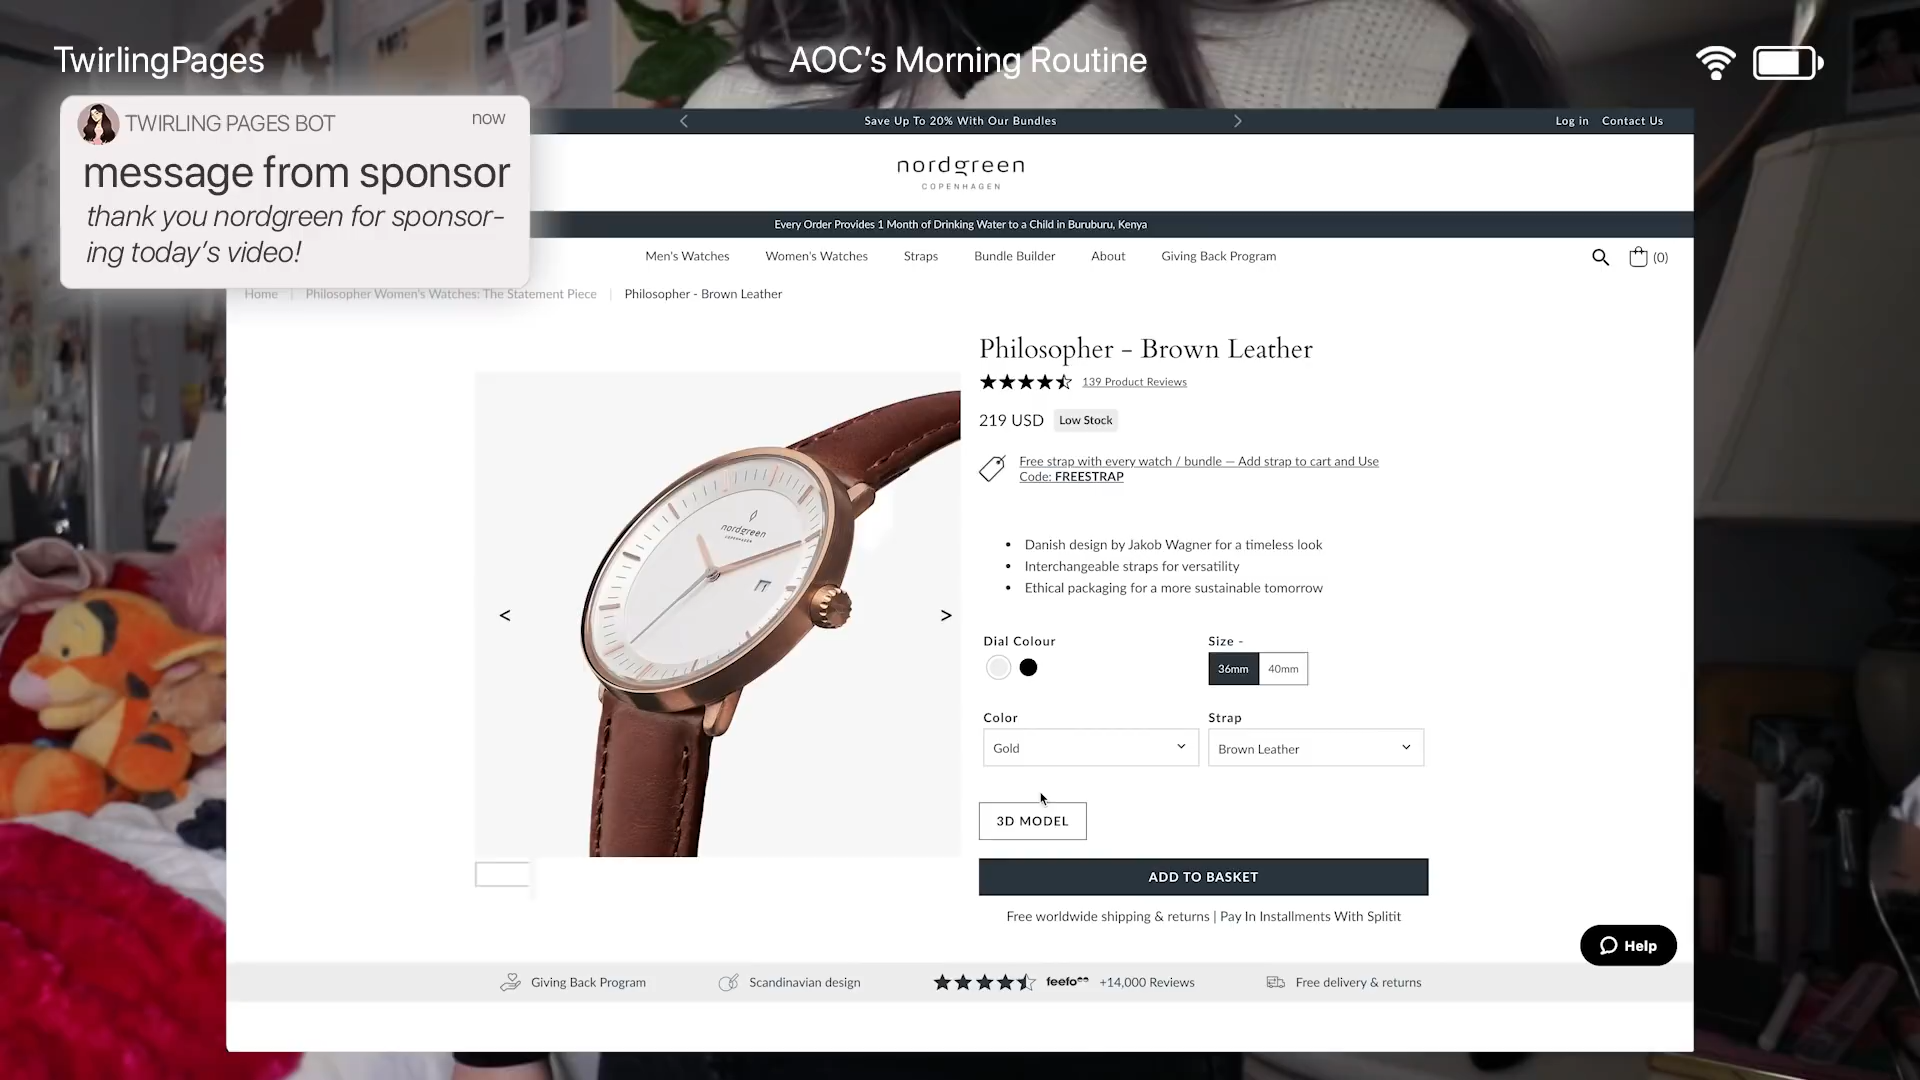 TwirlingPages
AOC's Morning Routine
TWIRLING PAGES BOT
now
message from sponsor
thank you nordgreen for sponsor-
ing today's video!
Save Up To 20% With Our Bundles
Log in
Contact Us
nordgreen
COPENHAGEN
Every Order Provides 1 Month of Drinking Water to a Child in Buruburu, Kenya
Men's Watches
Women's Watches
Straps
Bundle Builder
About
Giving Back Program
(0)
Home | Philosopher Women's Watches: The Statement Piece | Philosopher - Brown Leather
Philosopher - Brown Leather
139 Product Reviews
219 USD
Low Stock
Free strap with every watch / bundle — Add strap to cart and Use
Code: FREESTRAP
Danish design by Jakob Wagner for a timeless look
Interchangeable straps for versatility
Ethical packaging for a more sustainable tomorrow
nordgreen
COPENHAGEN
<
>
Dial Colour
Size -
36mm
40mm
Color
Strap
Gold
Brown Leather
3D MODEL
ADD TO BASKET
Free worldwide shipping & returns | Pay In Installments With Splitit
Help
Giving Back Program
Scandinavian design
feefo
+14,000 Reviews
Free delivery & returns